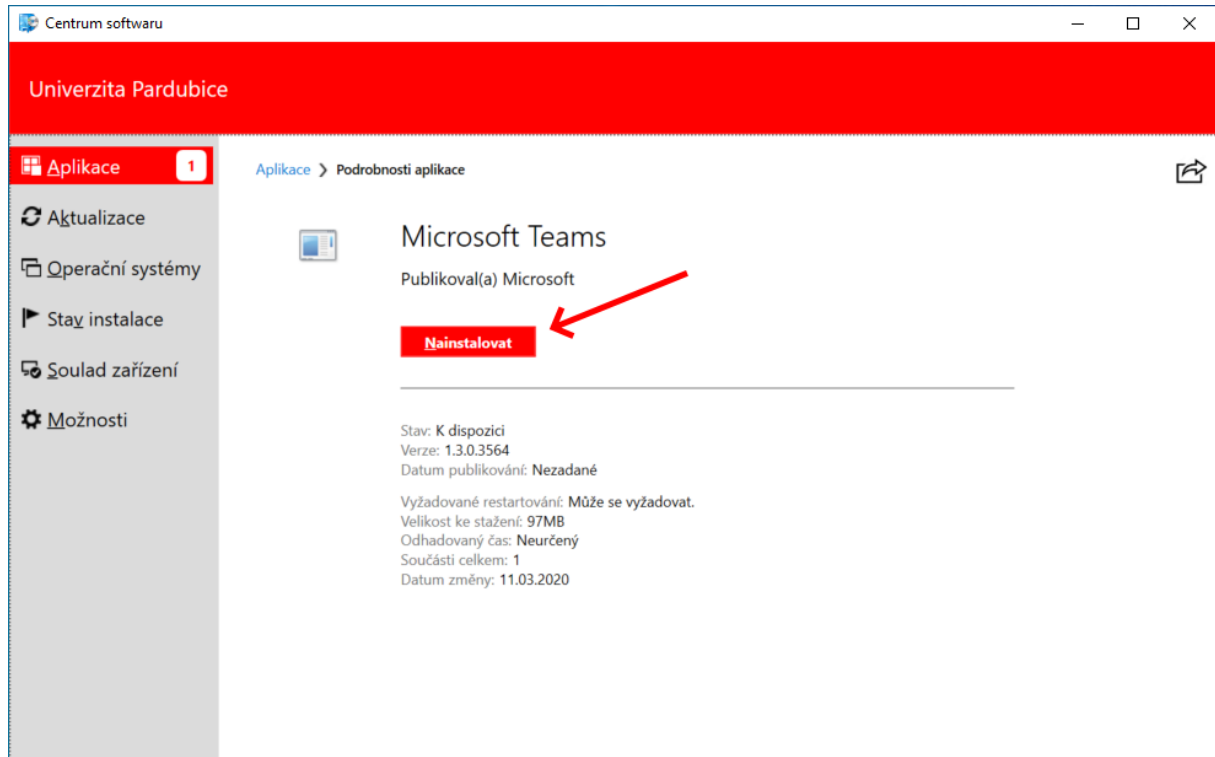 Centrum softwaru
Univerzita Pardubice
Aplikace 1
Aktualizace
Operační systémy
Stav instalace
Soulad zařízení
Možnosti
Aplikace ❯ Podrobnosti aplikace
Microsoft Teams
Publikoval(a) Microsoft
Nainstalovat
Stav: K dispozici
Verze: 1.3.0.3564
Datum publikování: Nezadané
Vyžadované restartování: Může se vyžadovat.
Velikost ke stažení: 97MB
Odhadovaný čas: Neurčený
Součásti celkem: 1
Datum změny: 11.03.2020